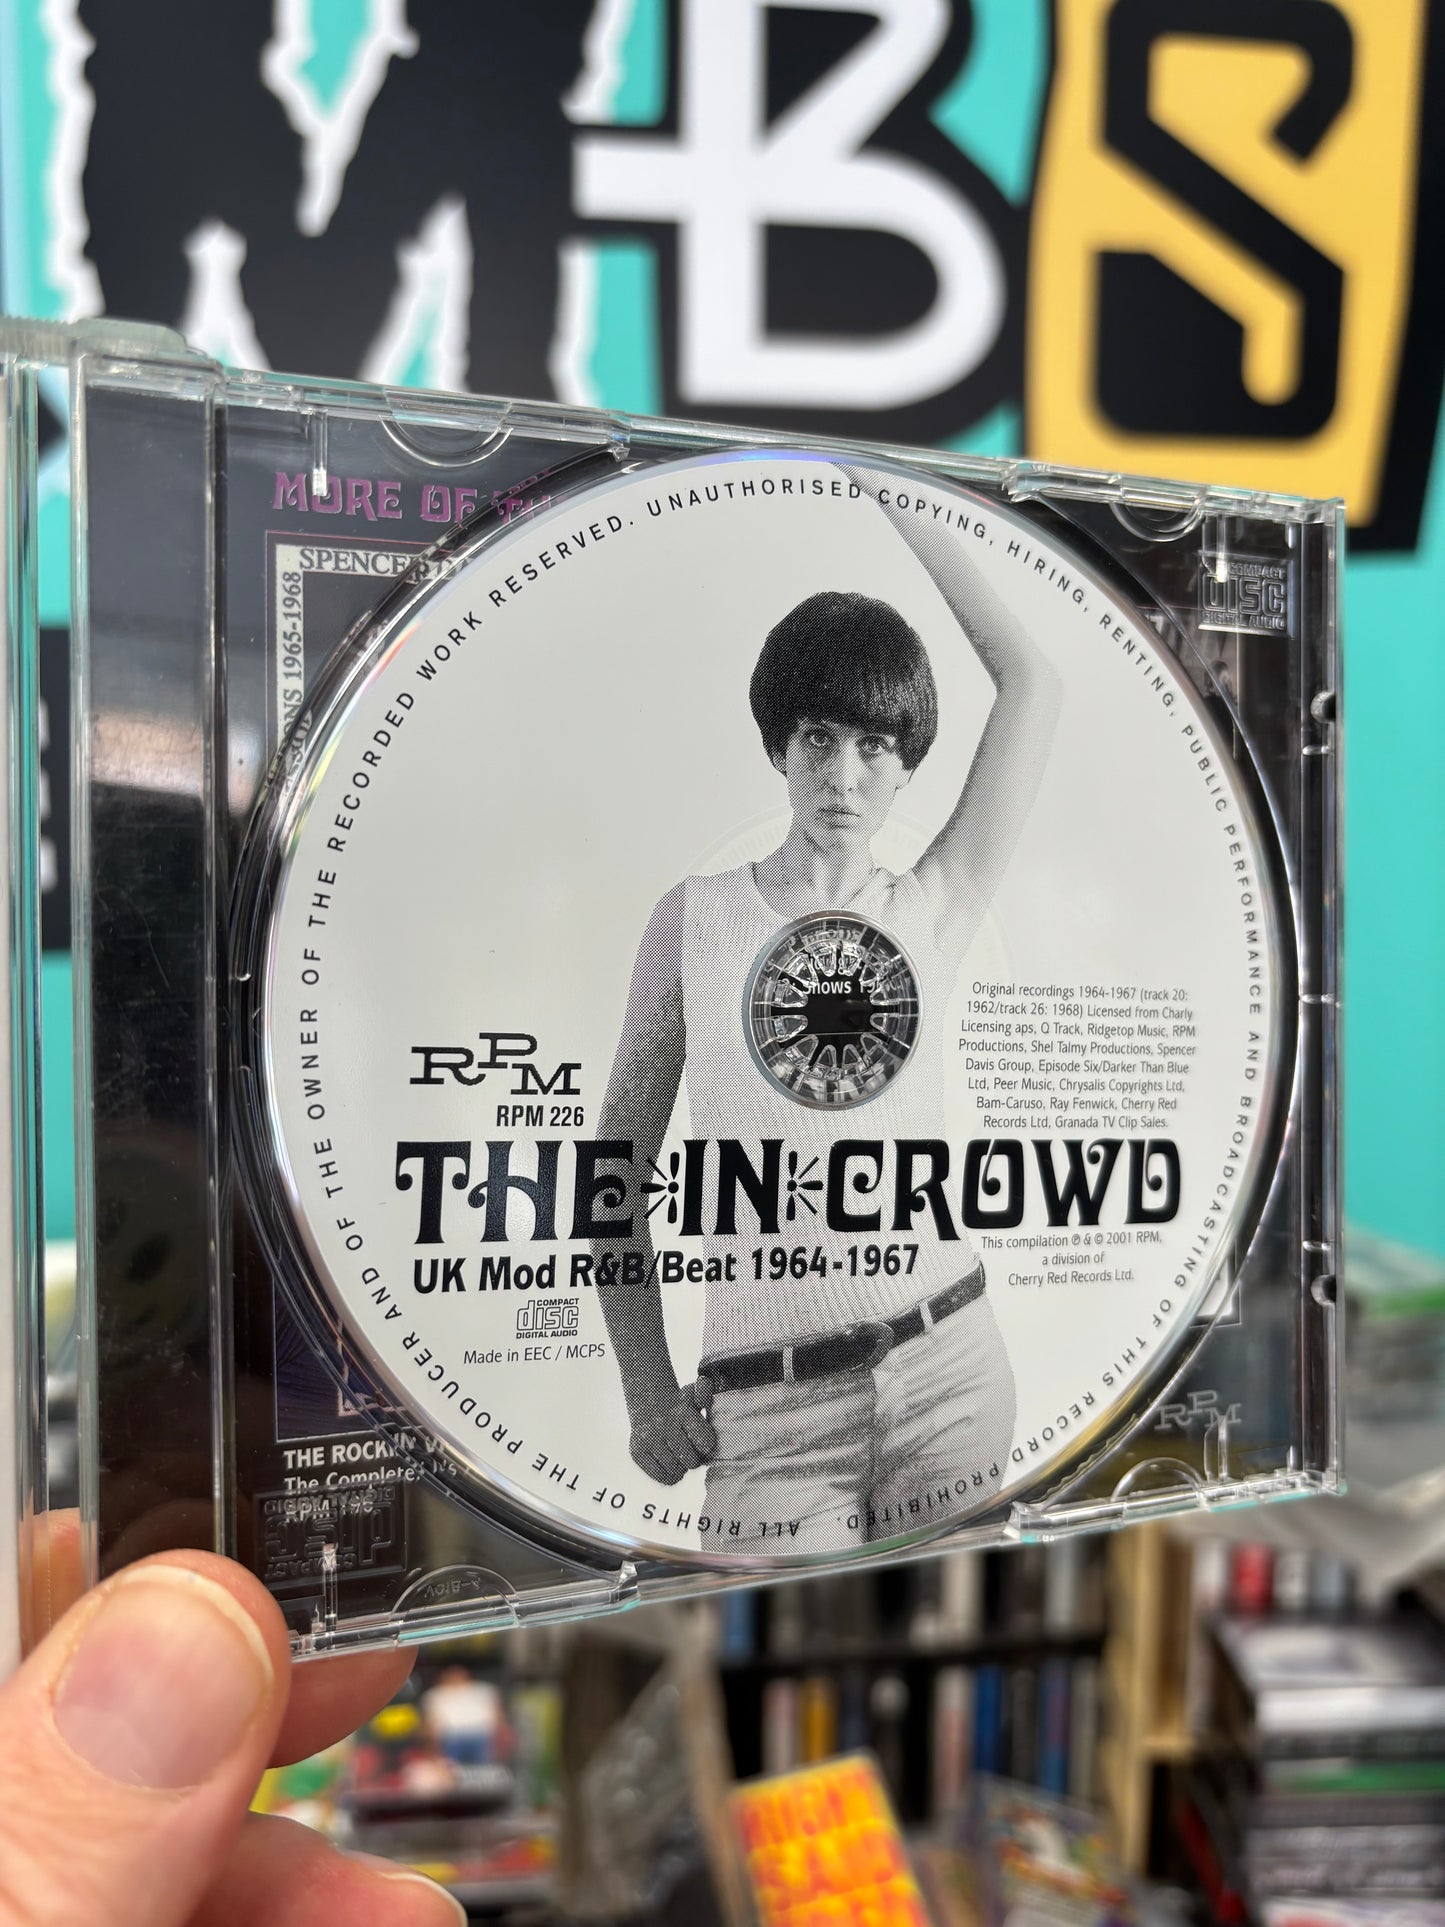 MBS
MORE OF
SPENCER
1965-1968
COMPACT
disc
DIGITAL AUDIO
ALL RIGHTS OF THE PRODUCER AND OF THE OWNER OF THE RECORDED WORK RESERVED. UNAUTHORISED COPYING, HIRING, RENTING, PUBLIC PERFORMANCE AND BROADCASTING OF THIS RECORD PROHIBITED.
Shows
Original recordings 1964-1967 (track 20:
1962/track 26: 1968) Licensed from Charly
Licensing aps, Q Track, Ridgetop Music, RPM
Productions, Shel Talmy Productions, Spencer
Davis Group, Episode Six/Darker Than Blue
Ltd, Peer Music, Chrysalis Copyrights Ltd,
Bam-Caruso, Ray Fenwick, Cherry Red
Records Ltd, Granada TV Clip Sales.
RPM
RPM 226
THE IN CROWD
UK Mod R&B/Beat 1964-1967
This compilation ℗ & © 2001 RPM,
a division of
Cherry Red Records Ltd.
COMPACT
disc
DIGITAL AUDIO
Made in EEC / MCPS
RPM
THE ROCKIN'
The Complete
RPM